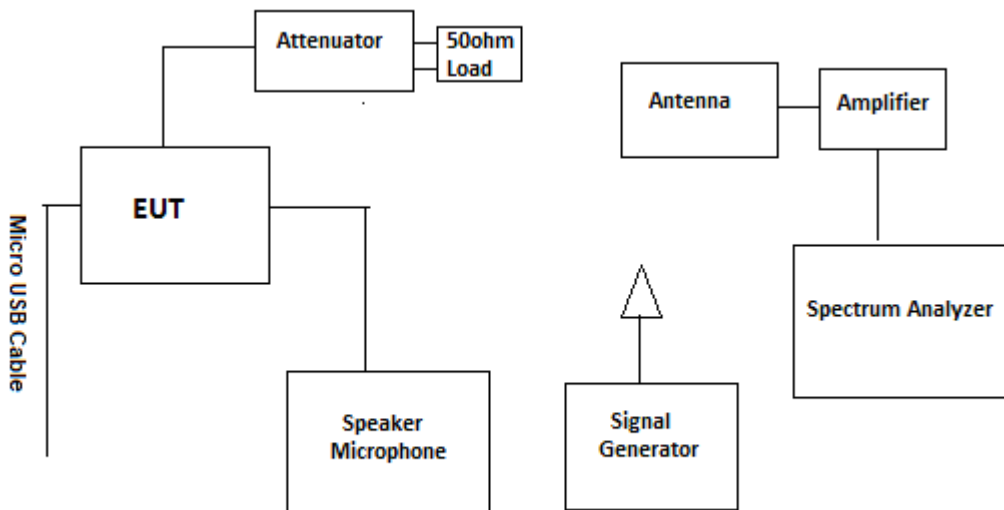 Attenuator
50ohm
Load
Antenna
Amplifier
EUT
Micro USB Cable
Spectrum Analyzer
Speaker
Microphone
Signal
Generator